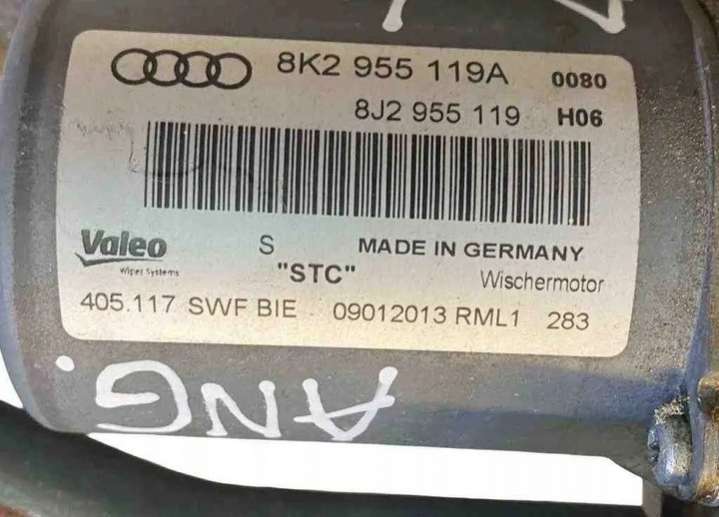 8K2 955 119A 0080
8J2 955 119 H06
Valeo S MADE IN GERMANY
Wiper Systems "STC" Wischermotor
405.117 SWF BIE 09012013 RML1 283
ANG.